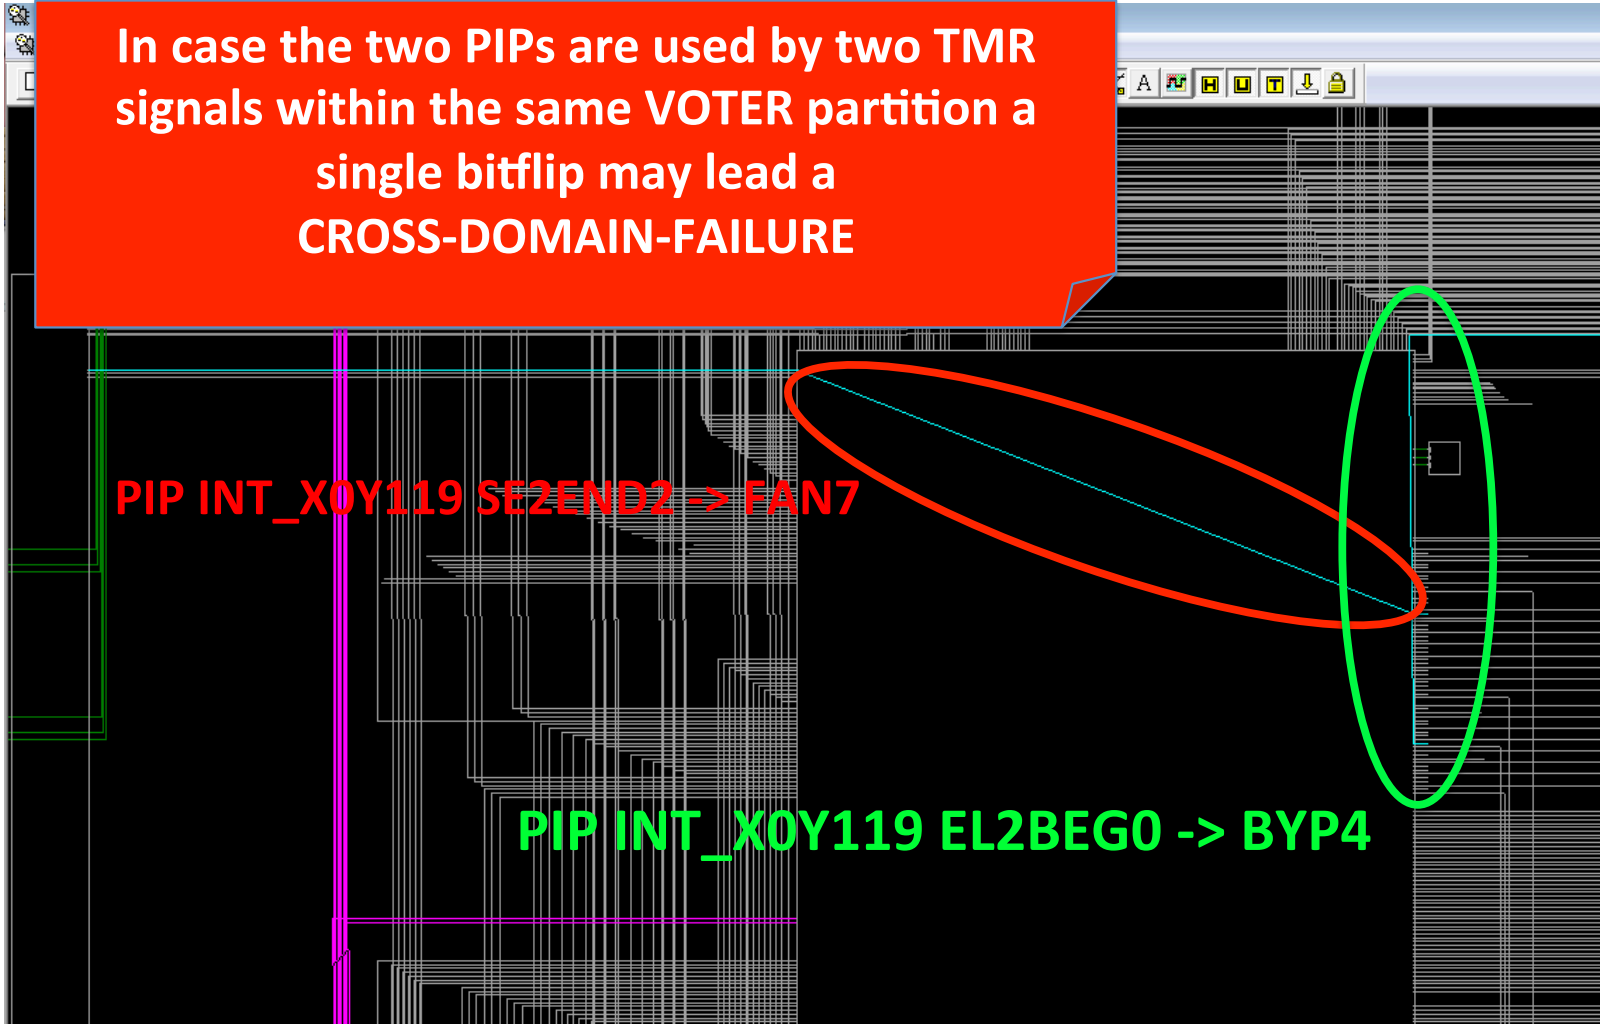 In case the two PIPs are used by two TMR
signals within the same VOTER partition a
single bitflip may lead a
CROSS-DOMAIN-FAILURE
A H U T
PIP INT_X0Y119 SE2END2 -> FAN7
PIP INT_X0Y119 EL2BEG0 -> BYP4